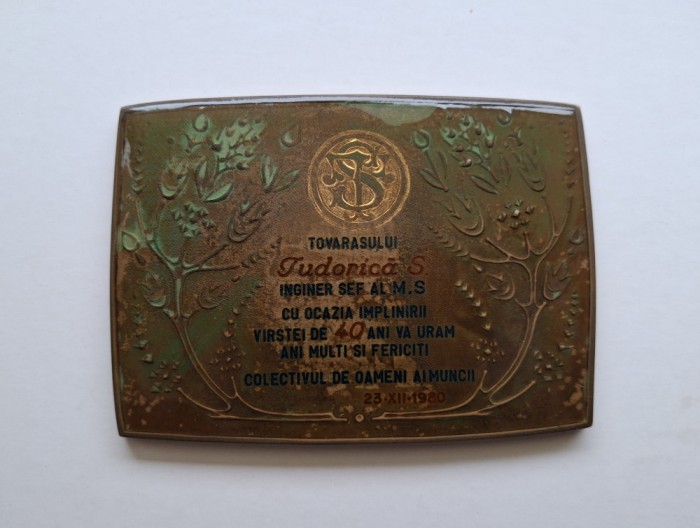 TS
TOVARASULUI
Tudorică S.
INGINER SEF AL M.S
CU OCAZIA IMPLINIRII
VIRSTEI DE 40 ANI VA URAM
ANI MULTI SI FERICITI
COLECTIVUL DE OAMENI AI MUNCII
23·XII·1980